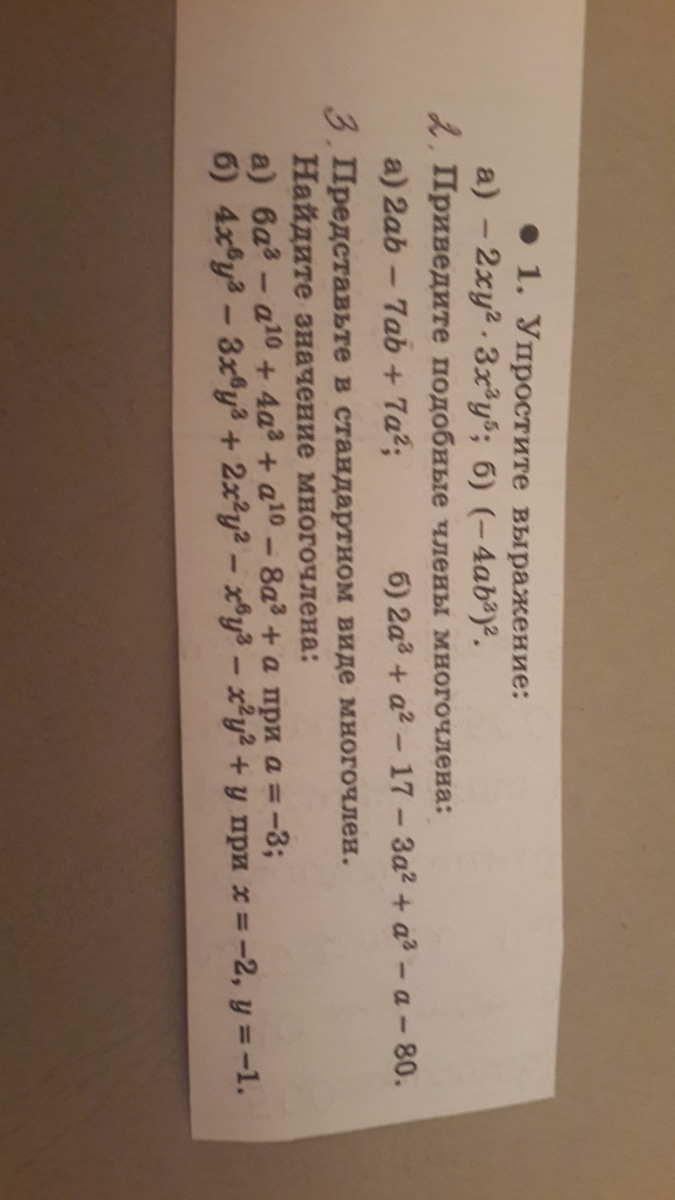 ● 1. Упростите выражение:
а) −2xy² · 3x³y⁵; б) (−4ab³)².
2. Приведите подобные члены многочлена:
а) 2ab − 7ab + 7a²; б) 2a³ + a² − 17 − 3a² + a³ − a − 80.
3. Представьте в стандартном виде многочлен.
Найдите значение многочлена:
а) 6a³ − a¹⁰ + 4a³ + a¹⁰ − 8a³ + a при a = −3;
б) 4x⁶y³ − 3x⁶y³ + 2x²y² − x⁶y³ − x²y² + y при x = −2, y = −1.